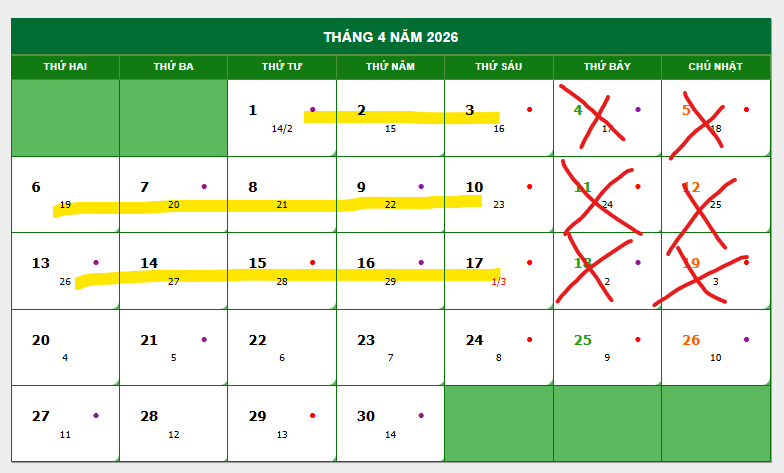 THÁNG 4 NĂM 2026
THỨ HAI THỨ BA THỨ TƯ THỨ NĂM THỨ SÁU THỨ BẢY CHỦ NHẬT
1 2 3 4 5
14/2 15 16 17 18
6 7 8 9 10 11 12
19 20 21 22 23 24 25
13 14 15 16 17 18 19
26 27 28 29 1/3 2 3
20 21 22 23 24 25 26
4 5 6 7 8 9 10
27 28 29 30
11 12 13 14